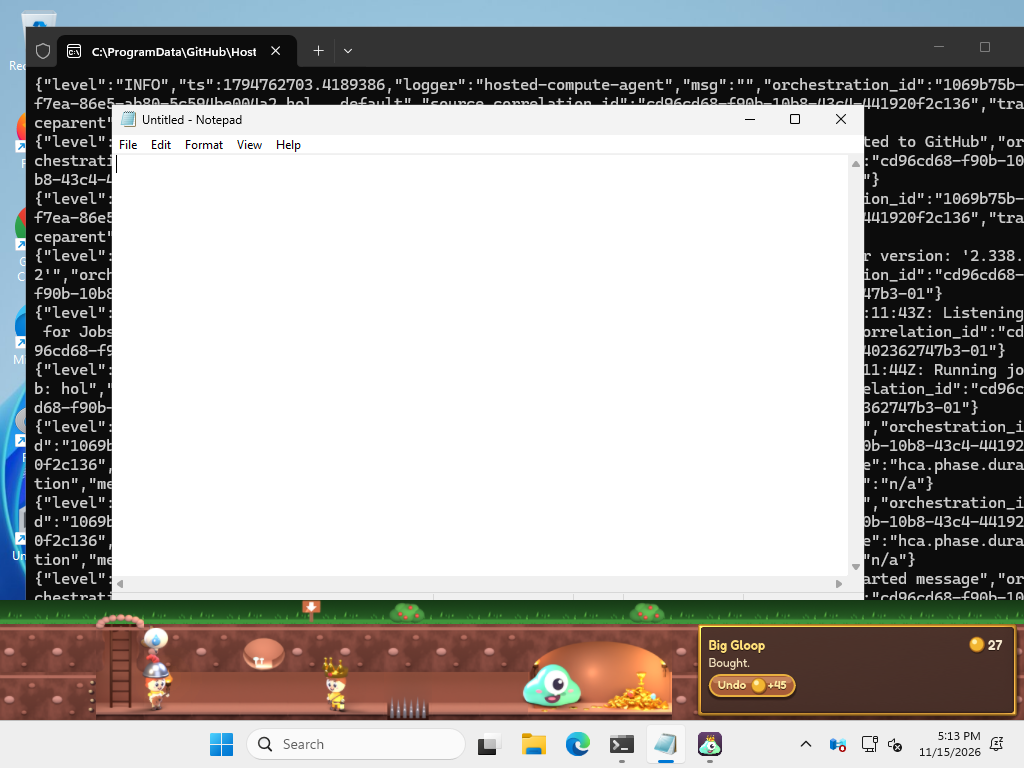 C:\ProgramData\GitHub\Host
{"level":"INFO","ts":1794762703.4189386,"logger":"hosted-compute-agent","msg":"","orchestration_id":"1069b75b-
ceparent"
{"level":
ted to GitHub","or
chestrati
:"cd96cd68-f90b-10
b8-43c4-4
"}
{"level":
estration_id":"1069b75b-
f7ea-86e5
441920f2c136","tra
ceparent"
{"level":
r version: '2.338.
2'","orch
ion_id":"cd96cd68-
f90b-10b8
47b3-01"}
{"level":
:11:43Z: Listening
for Jobs
orrelation_id":"cd
96cd68-f9
402362747b3-01"}
{"level":
11:44Z: Running jo
b: hol","
elation_id":"cd96c
d68-f90b-
362747b3-01"}
{"level":
","orchestration_i
d":"1069b
0b-10b8-43c4-44192
0f2c136",
e":"hca.phase.dura
tion","me
:"n/a"}
{"level":
","orchestration_i
d":"1069b
0b-10b8-43c4-44192
0f2c136",
e":"hca.phase.dura
tion","me
"n/a"}
{"level":
arted message","or
Untitled - Notepad
File Edit Format View Help
Big Gloop
27
Bought.
Undo +45
Search
5:13 PM
11/15/2026